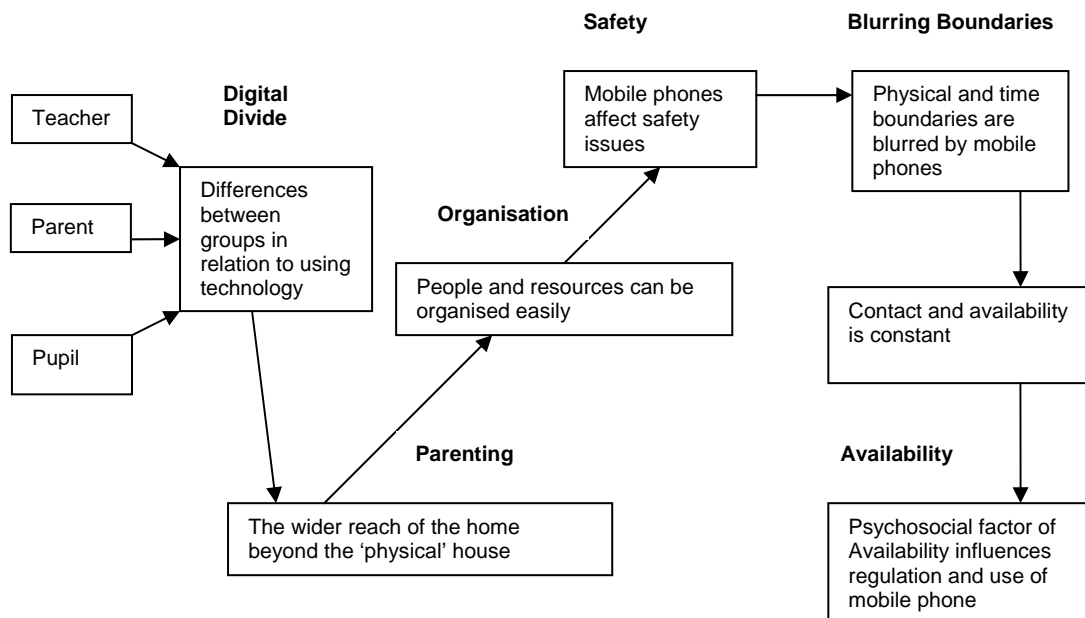 Safety
Blurring Boundaries
Digital
Divide
Teacher
Parent
Pupil
Differences
between
groups in
relation to using
technology
Mobile phones
affect safety
issues
Physical and time
boundaries are
blurred by mobile
phones
Organisation
People and resources can be
organised easily
Contact and availability
is constant
Parenting
The wider reach of the home
beyond the ‘physical’ house
Availability
Psychosocial factor of
Availability influences
regulation and use of
mobile phone